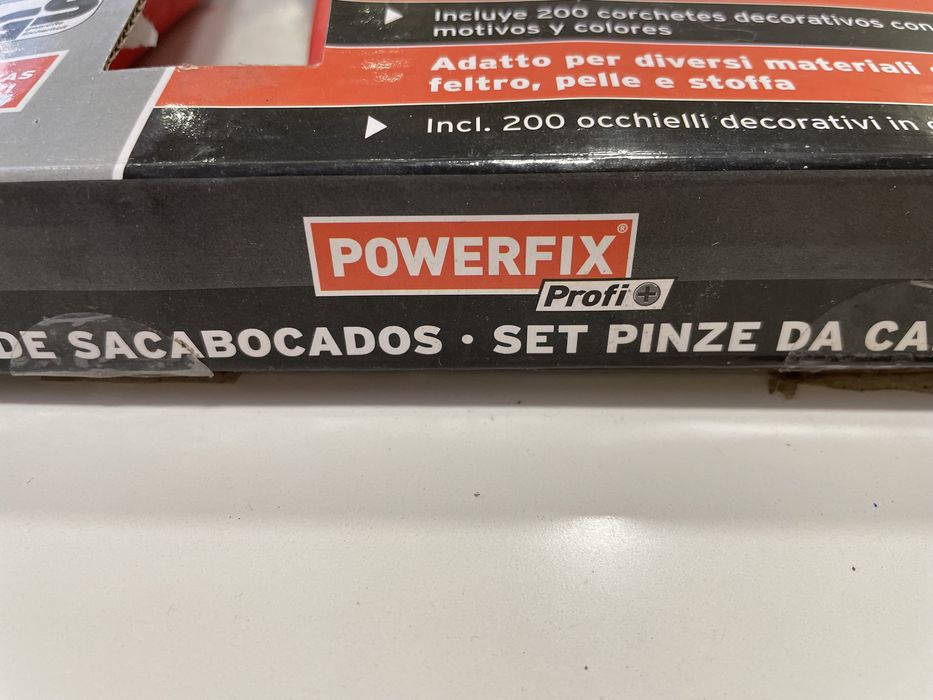 Incluye 200 corchetes decorativos con
motivos y colores
Adatto per diversi materiali
feltro, pelle e stoffa
Incl. 200 occhielli decorativi in
POWERFIX®
Profi+
DE SACABOCADOS • SET PINZE DA